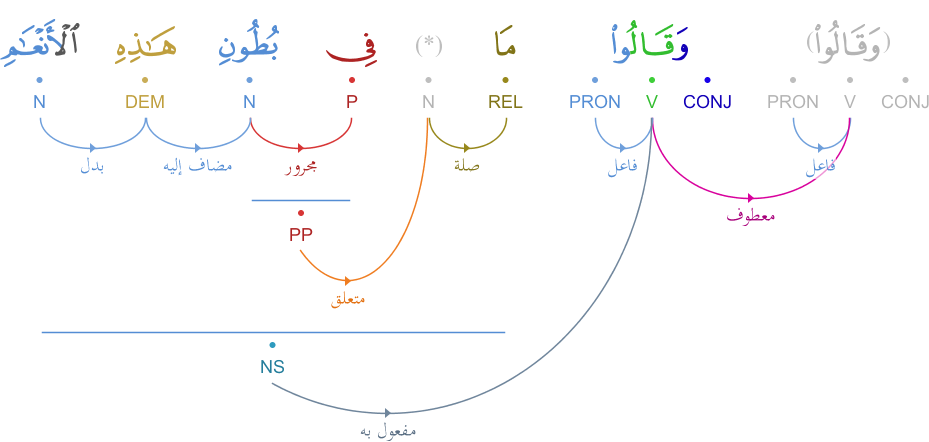 (وَقَالُوا۟) وَقَالُوا۟ مَا (*) فِى بُطُونِ هَـٰذِهِ ٱلْأَنْعَـٰمِ
CONJ V PRON CONJ V PRON REL N P N DEM N
فاعل فاعل صلة مجرور مضاف إليه بدل
معطوف
PP
متعلق
NS
مفعول به